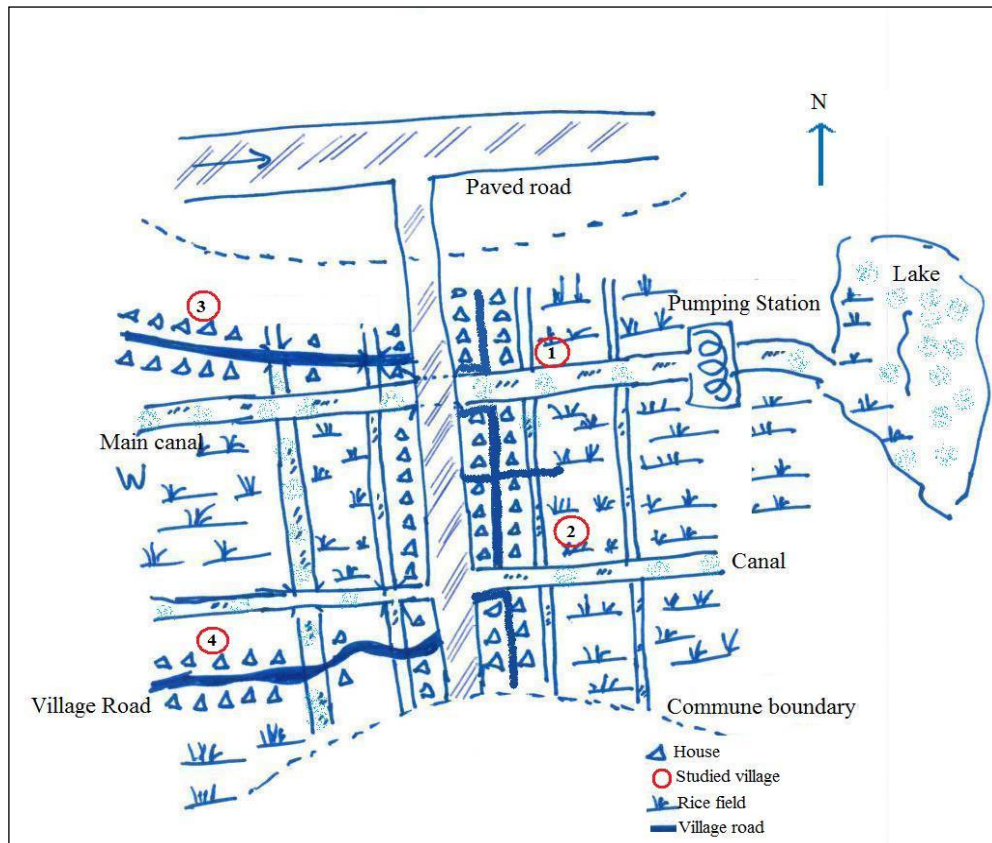 N
Paved road
Lake
3
Pumping Station
1
Main canal
W
2
Canal
4
Village Road
Commune boundary
House
Studied village
Rice field
Village road